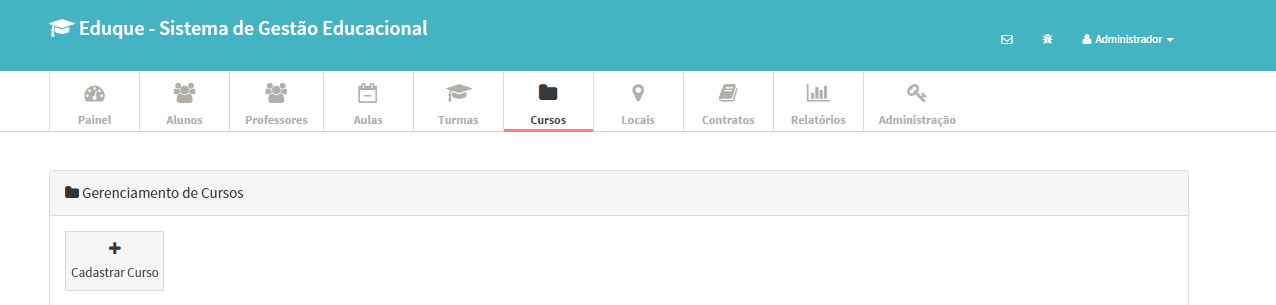 Eduque - Sistema de Gestão Educacional
Administrador
Painel
Alunos
Professores
Aulas
Turmas
Cursos
Locais
Contratos
Relatórios
Administração
Gerenciamento de Cursos
Cadastrar Curso